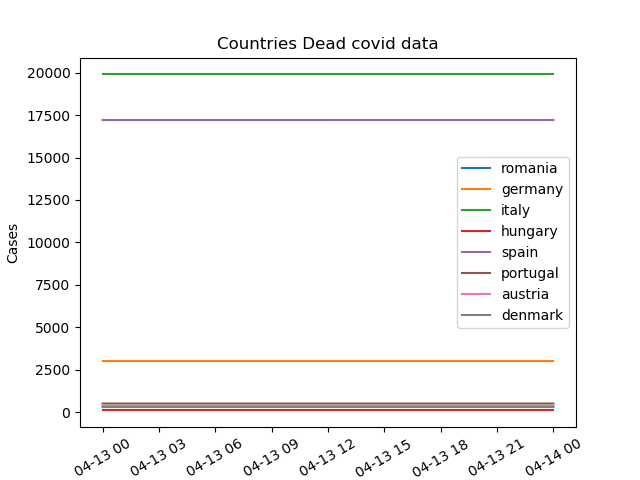 Countries Dead covid data
Cases
20000
17500
15000
12500
10000
7500
5000
2500
0
romania
germany
italy
hungary
spain
portugal
austria
denmark
04-13 00
04-13 03
04-13 06
04-13 09
04-13 12
04-13 15
04-13 18
04-13 21
04-14 00